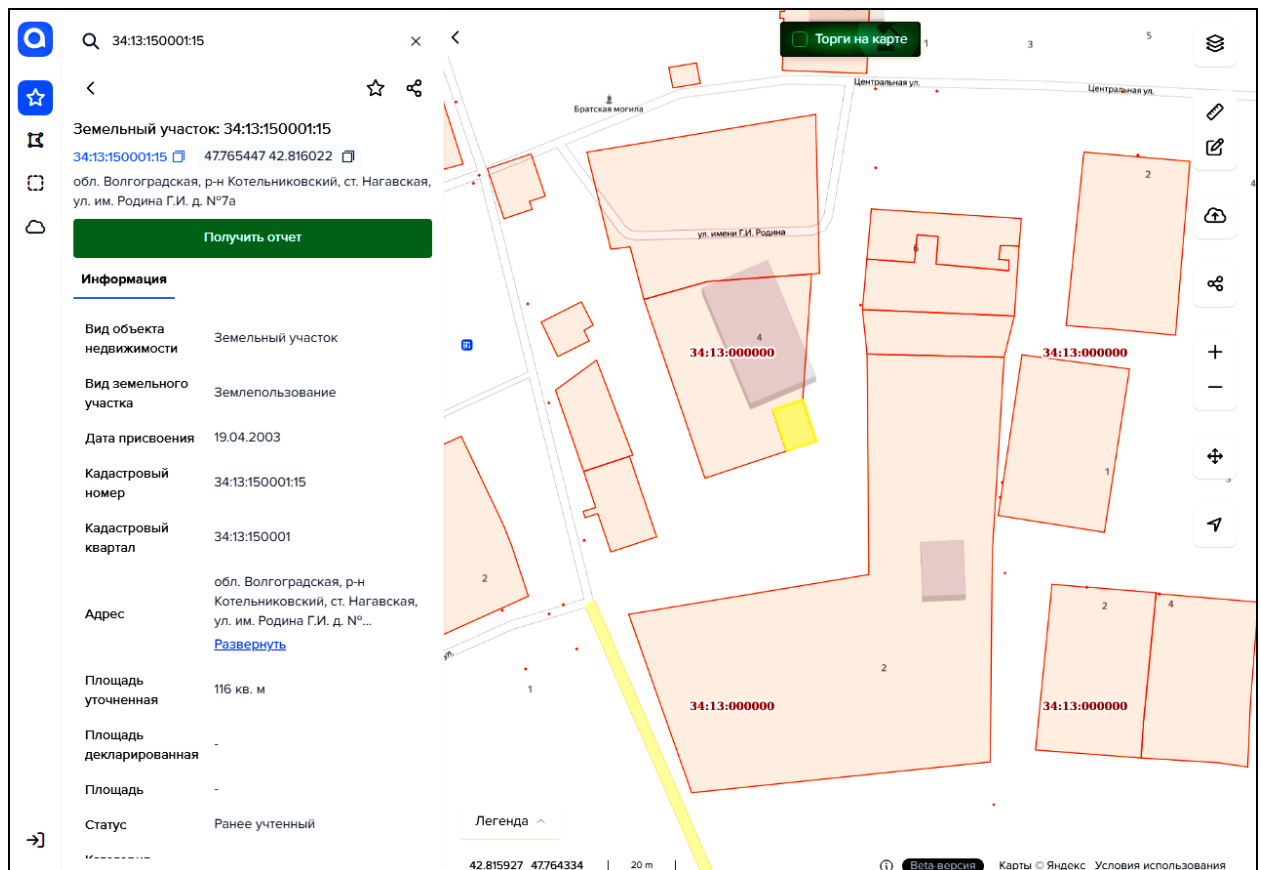 34:13:150001:15
Земельный участок: 34:13:150001:15
34:13:150001:15 47.765447 42.816022
обл. Волгоградская, р-н Котельниковский, ст. Нагавская,
ул. им. Родина Г.И. д. №7а
Получить отчет
Информация
Вид объекта
недвижимости
Земельный участок
Вид земельного
участка
Землепользование
Дата присвоения
19.04.2003
Кадастровый
номер
34:13:150001:15
Кадастровый
квартал
34:13:150001
Адрес
обл. Волгоградская, р-н
Котельниковский, ст. Нагавская,
ул. им. Родина Г.И. д. №...
Развернуть
Площадь
уточненная
116 кв. м
Площадь
декларированная
-
Площадь
-
Статус
Ранее учтенный
Торги на карте
1
3
5
Центральная ул.
Центральная ул.
Братская могила
2
4
ул. имени Г.И. Родина
6
4
34:13:000000
34:13:000000
1
3
2
2
4
ул.
2
1
34:13:000000
34:13:000000
Легенда
42.815927 47.764334 | 20 m |
Beta-версия Карты © Яндекс Условия использования